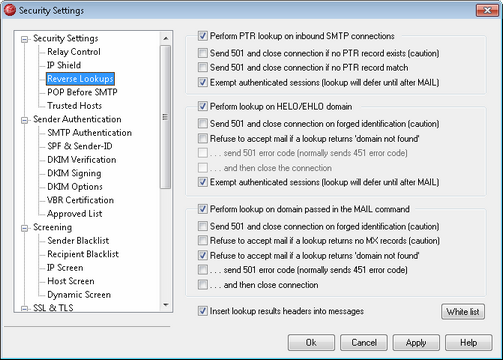 Security Settings
Security Settings
Relay Control
IP Shield
Reverse Lookups
POP Before SMTP
Trusted Hosts
Sender Authentication
SMTP Authentication
SPF & Sender-ID
DKIM Verification
DKIM Signing
DKIM Options
VBR Certification
Approved List
Screening
Sender Blacklist
Recipient Blacklist
IP Screen
Host Screen
Dynamic Screen
SSL & TLS
Perform PTR lookup on inbound SMTP connections
Send 501 and close connection if no PTR record exists (caution)
Send 501 and close connection if no PTR record match
Exempt authenticated sessions (lookup will defer until after MAIL)
Perform lookup on HELO/EHLO domain
Send 501 and close connection on forged identification (caution)
Refuse to accept mail if a lookup returns 'domain not found'
. . . send 501 error code (normally sends 451 error code)
. . . and then close the connection
Exempt authenticated sessions (lookup will defer until after MAIL)
Perform lookup on domain passed in the MAIL command
Send 501 and close connection on forged identification (caution)
Refuse to accept mail if a lookup returns no MX records (caution)
Refuse to accept mail if a lookup returns 'domain not found'
. . . send 501 error code (normally sends 451 error code)
. . . and then close connection
Insert lookup results headers into messages
White list
Ok
Cancel
Apply
Help